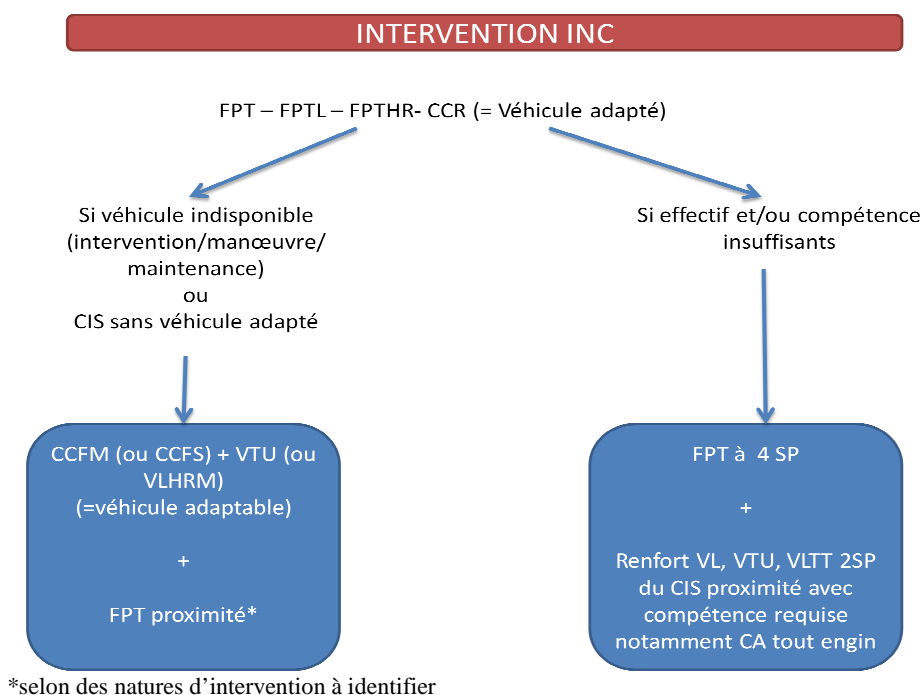 INTERVENTION INC
FPT – FPTL – FPTHR- CCR (= Véhicule adapté)
Si véhicule indisponible
(intervention/manœuvre/
maintenance)
ou
CIS sans véhicule adapté
Si effectif et/ou compétence
insuffisants
CCFM (ou CCFS) + VTU (ou
VLHRM)
(=véhicule adaptable)
+
FPT proximité*
FPT à 4 SP
+
Renfort VL, VTU, VLTT 2SP
du CIS proximité avec
compétence requise
notamment CA tout engin
*selon des natures d’intervention à identifier